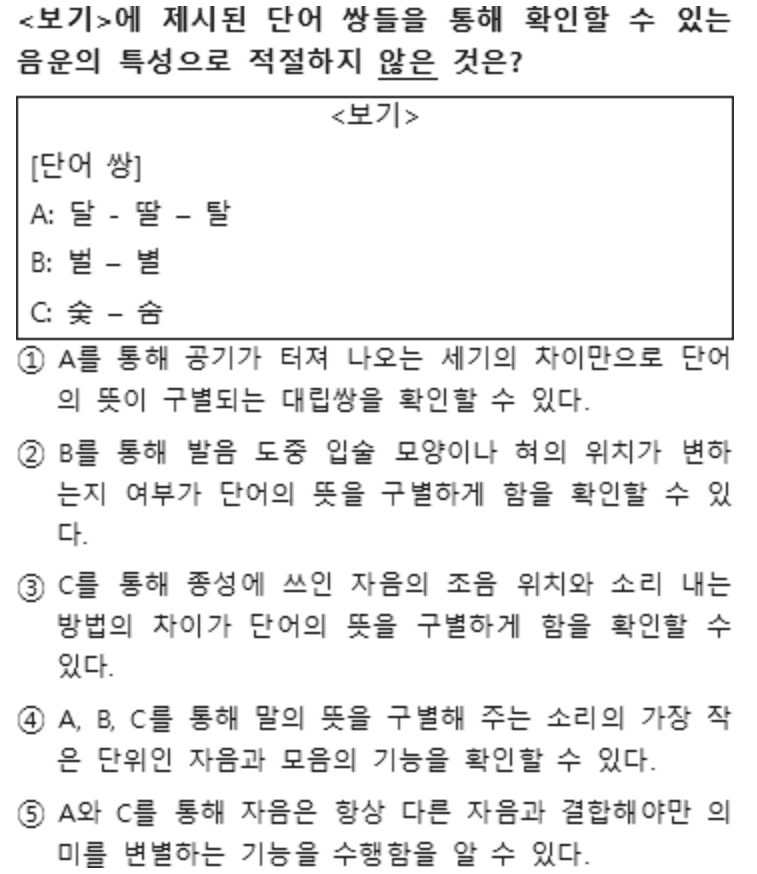 <보기>에 제시된 단어 쌍들을 통해 확인할 수 있는
음운의 특성으로 적절하지 않은 것은?
<보기>
[단어 쌍]
A: 달 - 딸 – 탈
B: 벌 – 별
C: 숯 – 숨
① A를 통해 공기가 터져 나오는 세기의 차이만으로 단어
의 뜻이 구별되는 대립쌍을 확인할 수 있다.
② B를 통해 발음 도중 입술 모양이나 혀의 위치가 변하
는지 여부가 단어의 뜻을 구별하게 함을 확인할 수 있
다.
③ C를 통해 종성에 쓰인 자음의 조음 위치와 소리 내는
방법의 차이가 단어의 뜻을 구별하게 함을 확인할 수
있다.
④ A, B, C를 통해 말의 뜻을 구별해 주는 소리의 가장 작
은 단위인 자음과 모음의 기능을 확인할 수 있다.
⑤ A와 C를 통해 자음은 항상 다른 자음과 결합해야만 의
미를 변별하는 기능을 수행함을 알 수 있다.